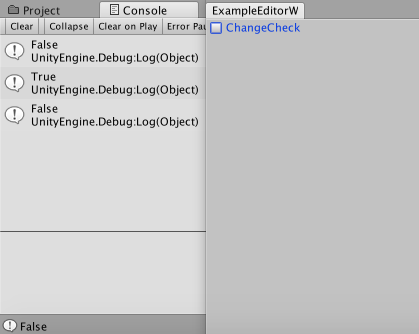 Project
Console
Clear
Collapse
Clear on Play
Error Pau
False
UnityEngine.Debug:Log(Object)
True
UnityEngine.Debug:Log(Object)
False
UnityEngine.Debug:Log(Object)
False
ExampleEditorW
ChangeCheck